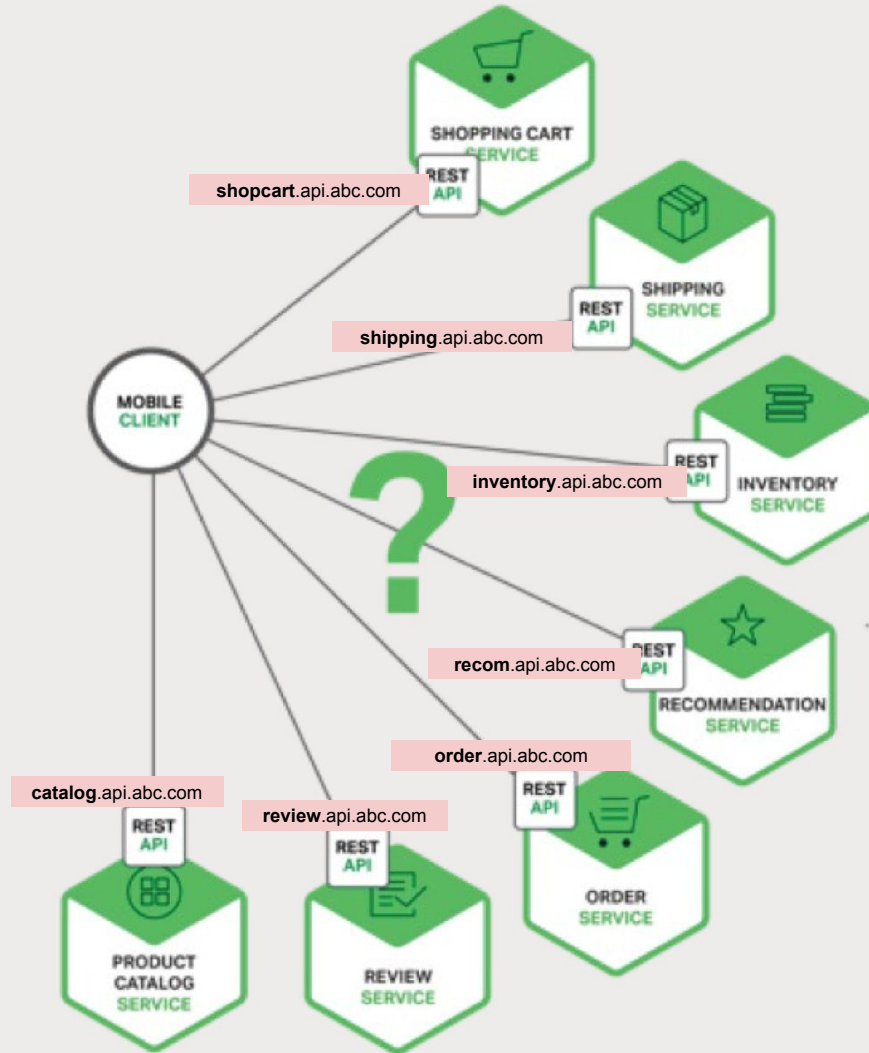 SHOPPING CART
SERVICE
REST
API
shopcart.api.abc.com
SHIPPING
SERVICE
REST
API
shipping.api.abc.com
MOBILE
CLIENT
?
REST
API
inventory.api.abc.com
INVENTORY
SERVICE
REST
API
recom.api.abc.com
RECOMMENDATION
SERVICE
order.api.abc.com
REST
API
ORDER
SERVICE
catalog.api.abc.com
REST
API
PRODUCT
CATALOG
SERVICE
review.api.abc.com
REST
API
REVIEW
SERVICE